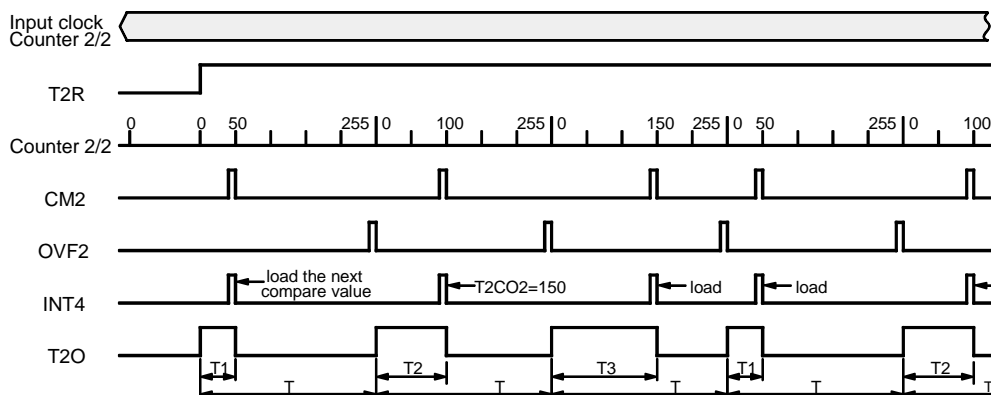 Input clock
Counter 2/2
T2R
0 0 50 255 0 100 255 0 150 255 0 50 255 0 100
Counter 2/2
CM2
OVF2
INT4
load the next
compare value
T2CO2=150
load
load
T2O
T1 T2 T3 T1 T2
T T T T T